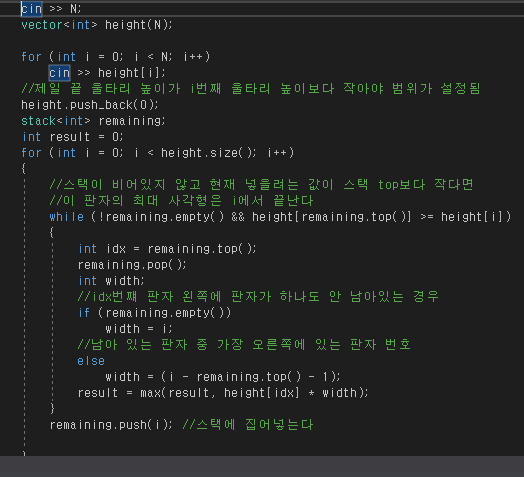 cin >> N;
vector<int> height(N);
for (int i = 0; i < N; i++)
cin >> height[i];
//제일 끝 울타리 높이가 i번째 울타리 높이보다 작아야 범위가 설정됨
height.push_back(0);
stack<int> remaining;
int result = 0;
for (int i = 0; i < height.size(); i++)
{
//스택이 비어있지 않고 현재 넣을려는 값이 스택 top보다 작다면
//이 판자의 최대 사각형은 i에서 끝난다
while (!remaining.empty() && height[remaining.top()] >= height[i])
{
int idx = remaining.top();
remaining.pop();
int width;
//idx번째 판자 왼쪽에 판자가 하나도 안 남아있는 경우
if (remaining.empty())
width = i;
//남아 있는 판자 중 가장 오른쪽에 있는 판자 번호
else
width = (i - remaining.top() - 1);
result = max(result, height[idx] * width);
}
remaining.push(i); //스택에 집어넣는다
}